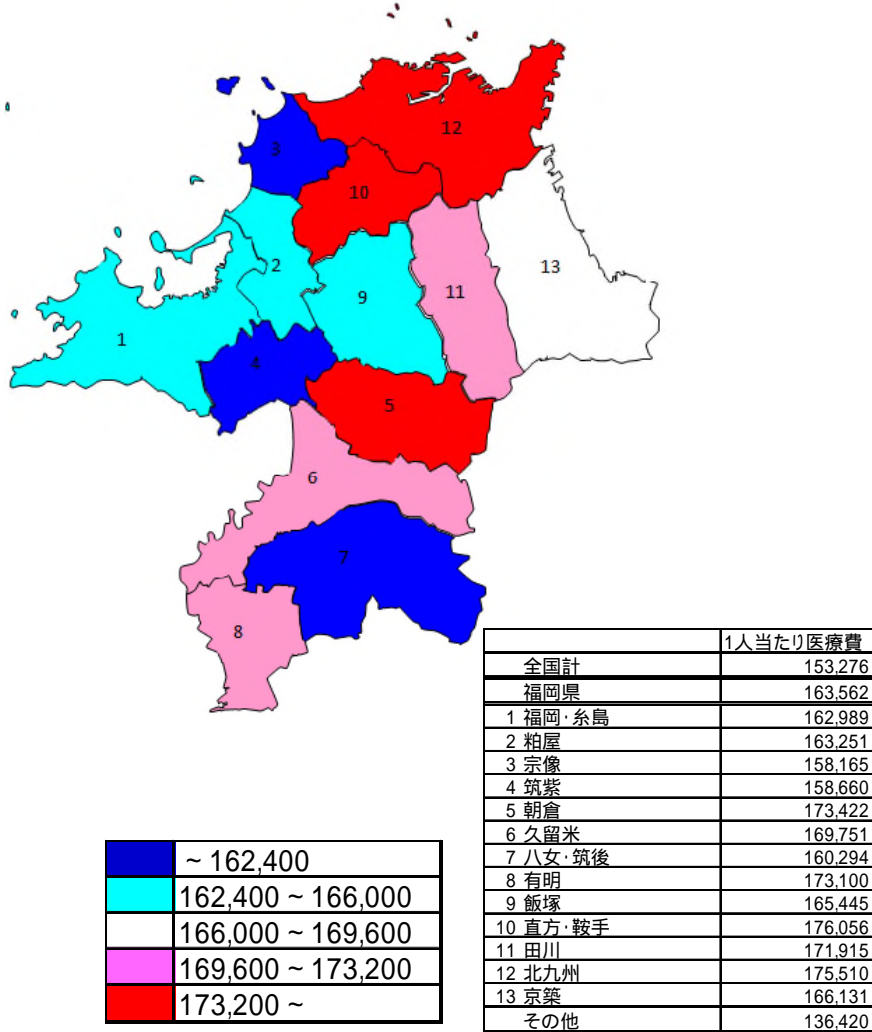 12
3
10
2
13
11
9
1
4
5
6
7
8
1人当たり医療費
全国計 153,276
福岡県 163,562
1 福岡・糸島 162,989
2 粕屋 163,251
3 宗像 158,165
4 筑紫 158,660
5 朝倉 173,422
6 久留米 169,751
7 八女・筑後 160,294
8 有明 173,100
9 飯塚 165,445
10 直方・鞍手 176,056
11 田川 171,915
12 北九州 175,510
13 京築 166,131
その他 136,420
~ 162,400
162,400 ~ 166,000
166,000 ~ 169,600
169,600 ~ 173,200
173,200 ~